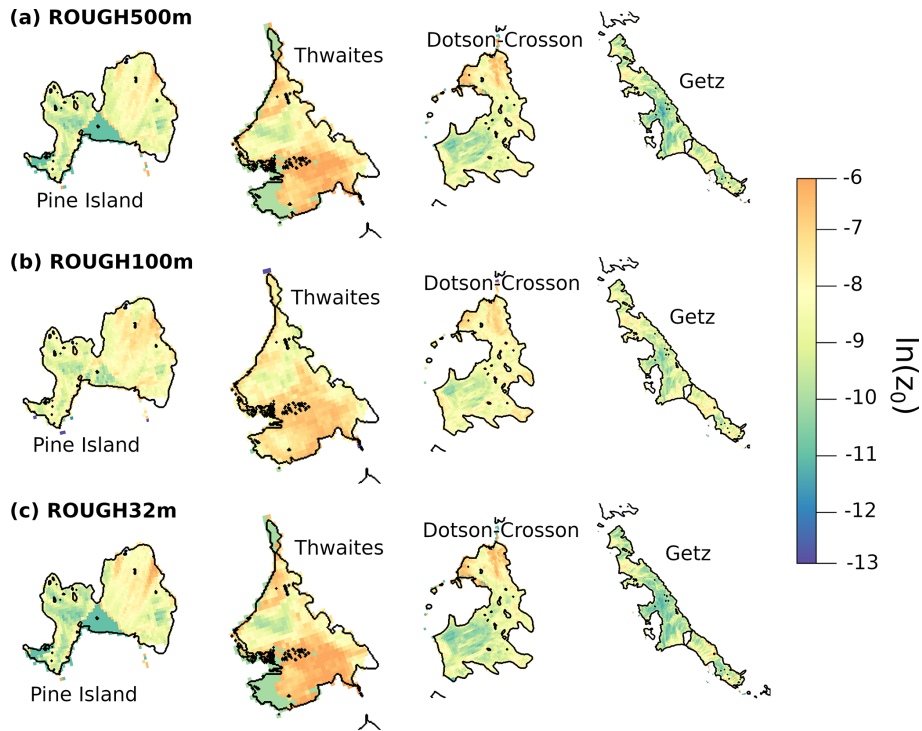 (a) ROUGH500m
Thwaites
Dotson-Crosson
Getz
Pine Island
(b) ROUGH100m
Thwaites
Dotson-Crosson
Getz
Pine Island
(c) ROUGH32m
Thwaites
Dotson-Crosson
Getz
Pine Island
-6
-7
-8
-9
-10
-11
-12
-13
ln(z₀)